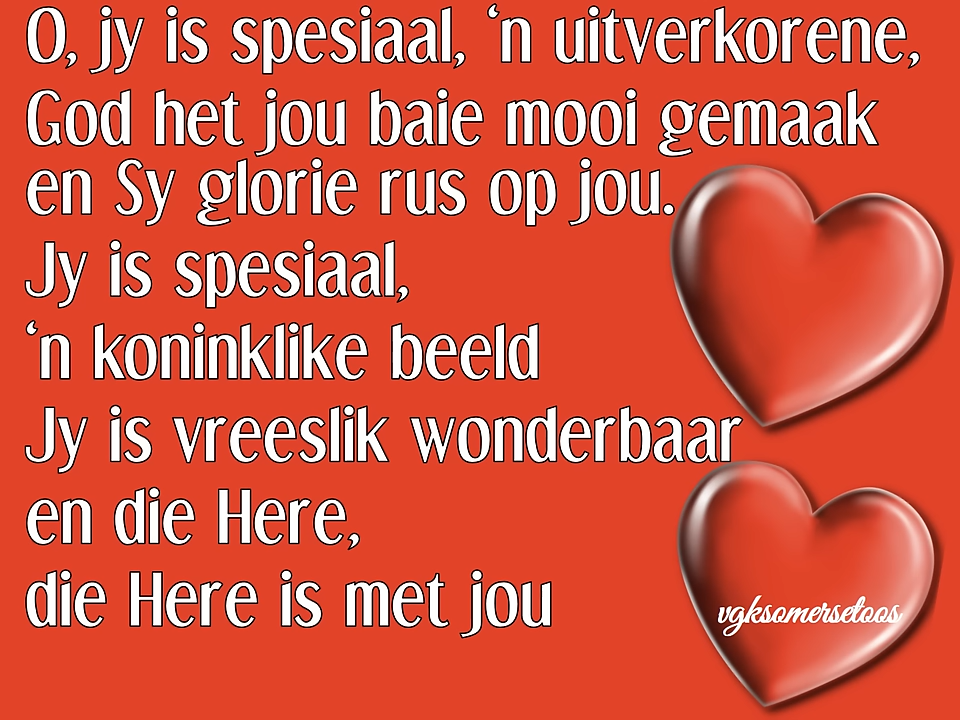 O, jy is spesiaal, ‘n uitverkorene,
God het jou baie mooi gemaak
en Sy glorie rus op jou.
Jy is spesiaal,
‘n koninklike beeld
Jy is vreeslik wonderbaar
en die Here,
die Here is met jou
vgksomersetoos